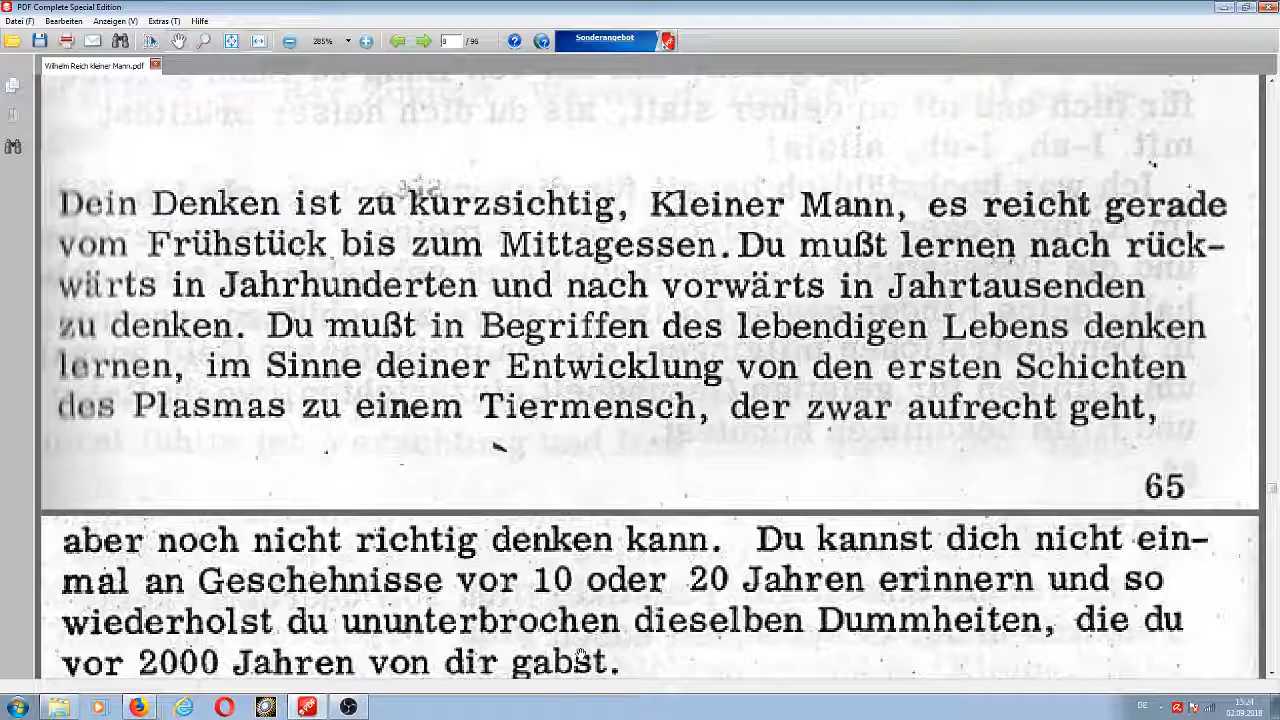 PDF Complete Special Edition
Datei (F) Bearbeiten Anzeigen (V) Extras (T) Hilfe
285% / 96 Sonderangebot
Wilhelm Reich kleiner Mann.pdf
Dein Denken ist zu kurzsichtig, Kleiner Mann, es reicht gerade
vom Frühstück bis zum Mittagessen. Du mußt lernen nach rück-
wärts in Jahrhunderten und nach vorwärts in Jahrtausenden
zu denken. Du mußt in Begriffen des lebendigen Lebens denken
lernen, im Sinne deiner Entwicklung von den ersten Schichten
des Plasmas zu einem Tiermensch, der zwar aufrecht geht,
65
aber noch nicht richtig denken kann. Du kannst dich nicht ein-
mal an Geschehnisse vor 10 oder 20 Jahren erinnern und so
wiederholst du ununterbrochen dieselben Dummheiten, die du
vor 2000 Jahren von dir gabst.
DE 15:24
02.09.2018